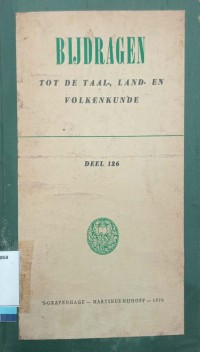 BIJDRAGEN
TOT DE TAAL-, LAND- EN
VOLKENKUNDE
DEEL 126
'S-GRAVENHAGE — MARTINUS NIJHOFF — 1970